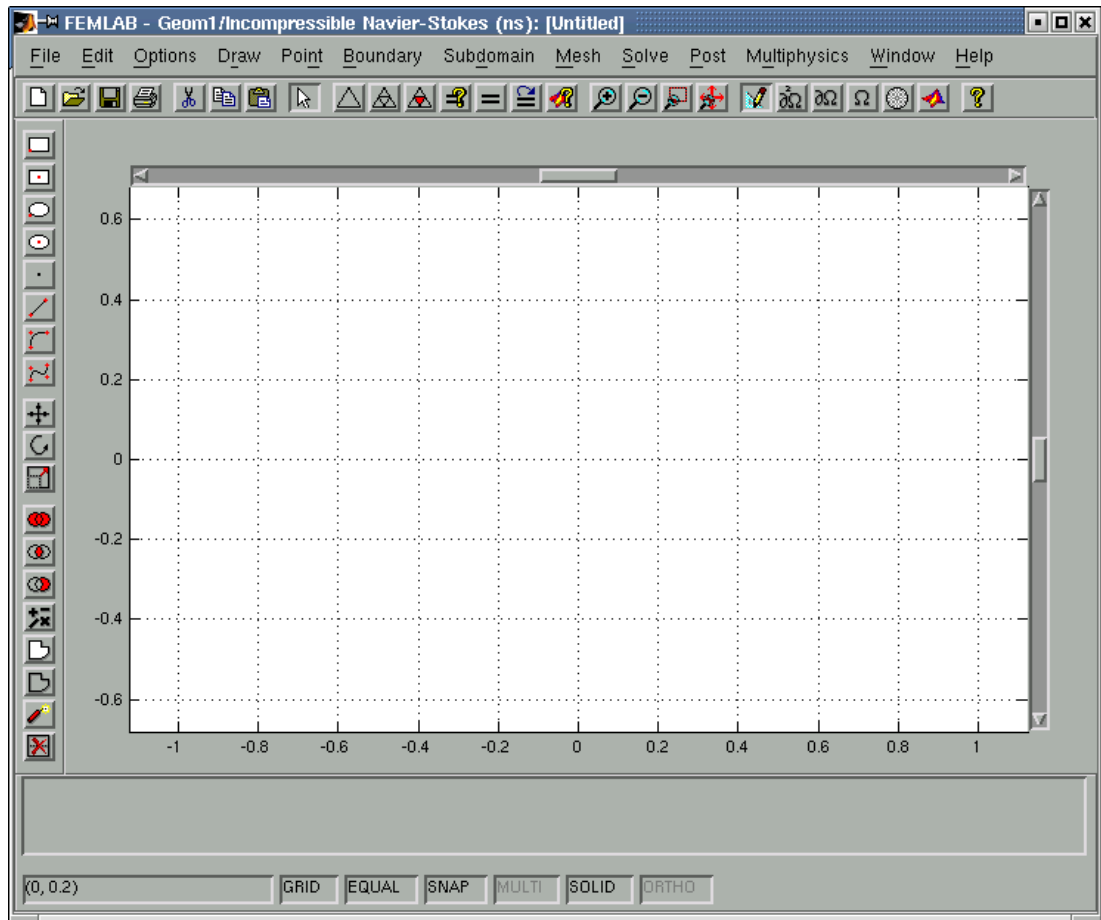 FEMLAB - Geom1/Incompressible Navier-Stokes (ns): [Untitled]
File Edit Options Draw Point Boundary Subdomain Mesh Solve Post Multiphysics Window Help
? = ? ? ∂Ω ∂Ω Ω ?
0.6
0.4
0.2
0
-0.2
-0.4
-0.6
-1 -0.8 -0.6 -0.4 -0.2 0 0.2 0.4 0.6 0.8 1
(0, 0.2) GRID EQUAL SNAP MULTI SOLID ORTHO